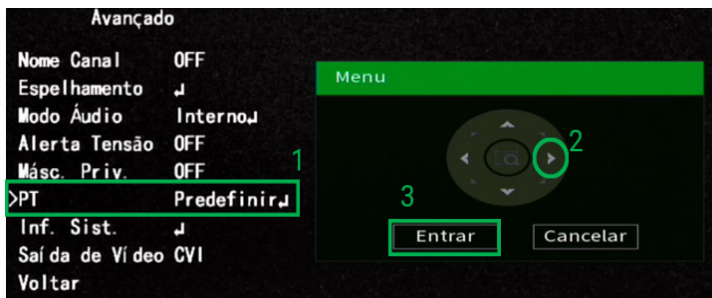 Avançado
Nome Canal OFF
Espelhamento ↲
Modo Áudio Interno↲
Alerta Tensão OFF
Másc. Priv. OFF
>PT Predefinir↲
Inf. Sist. ↲
Saída de Vídeo CVI
Voltar
1
Menu
2
3
Entrar Cancelar